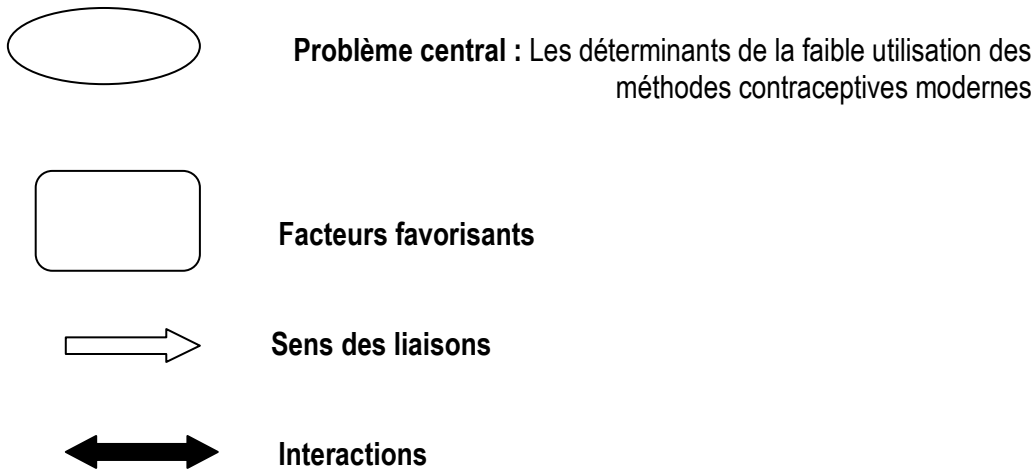 Problème central : Les déterminants de la faible utilisation des
méthodes contraceptives modernes
Facteurs favorisants
Sens des liaisons
Interactions